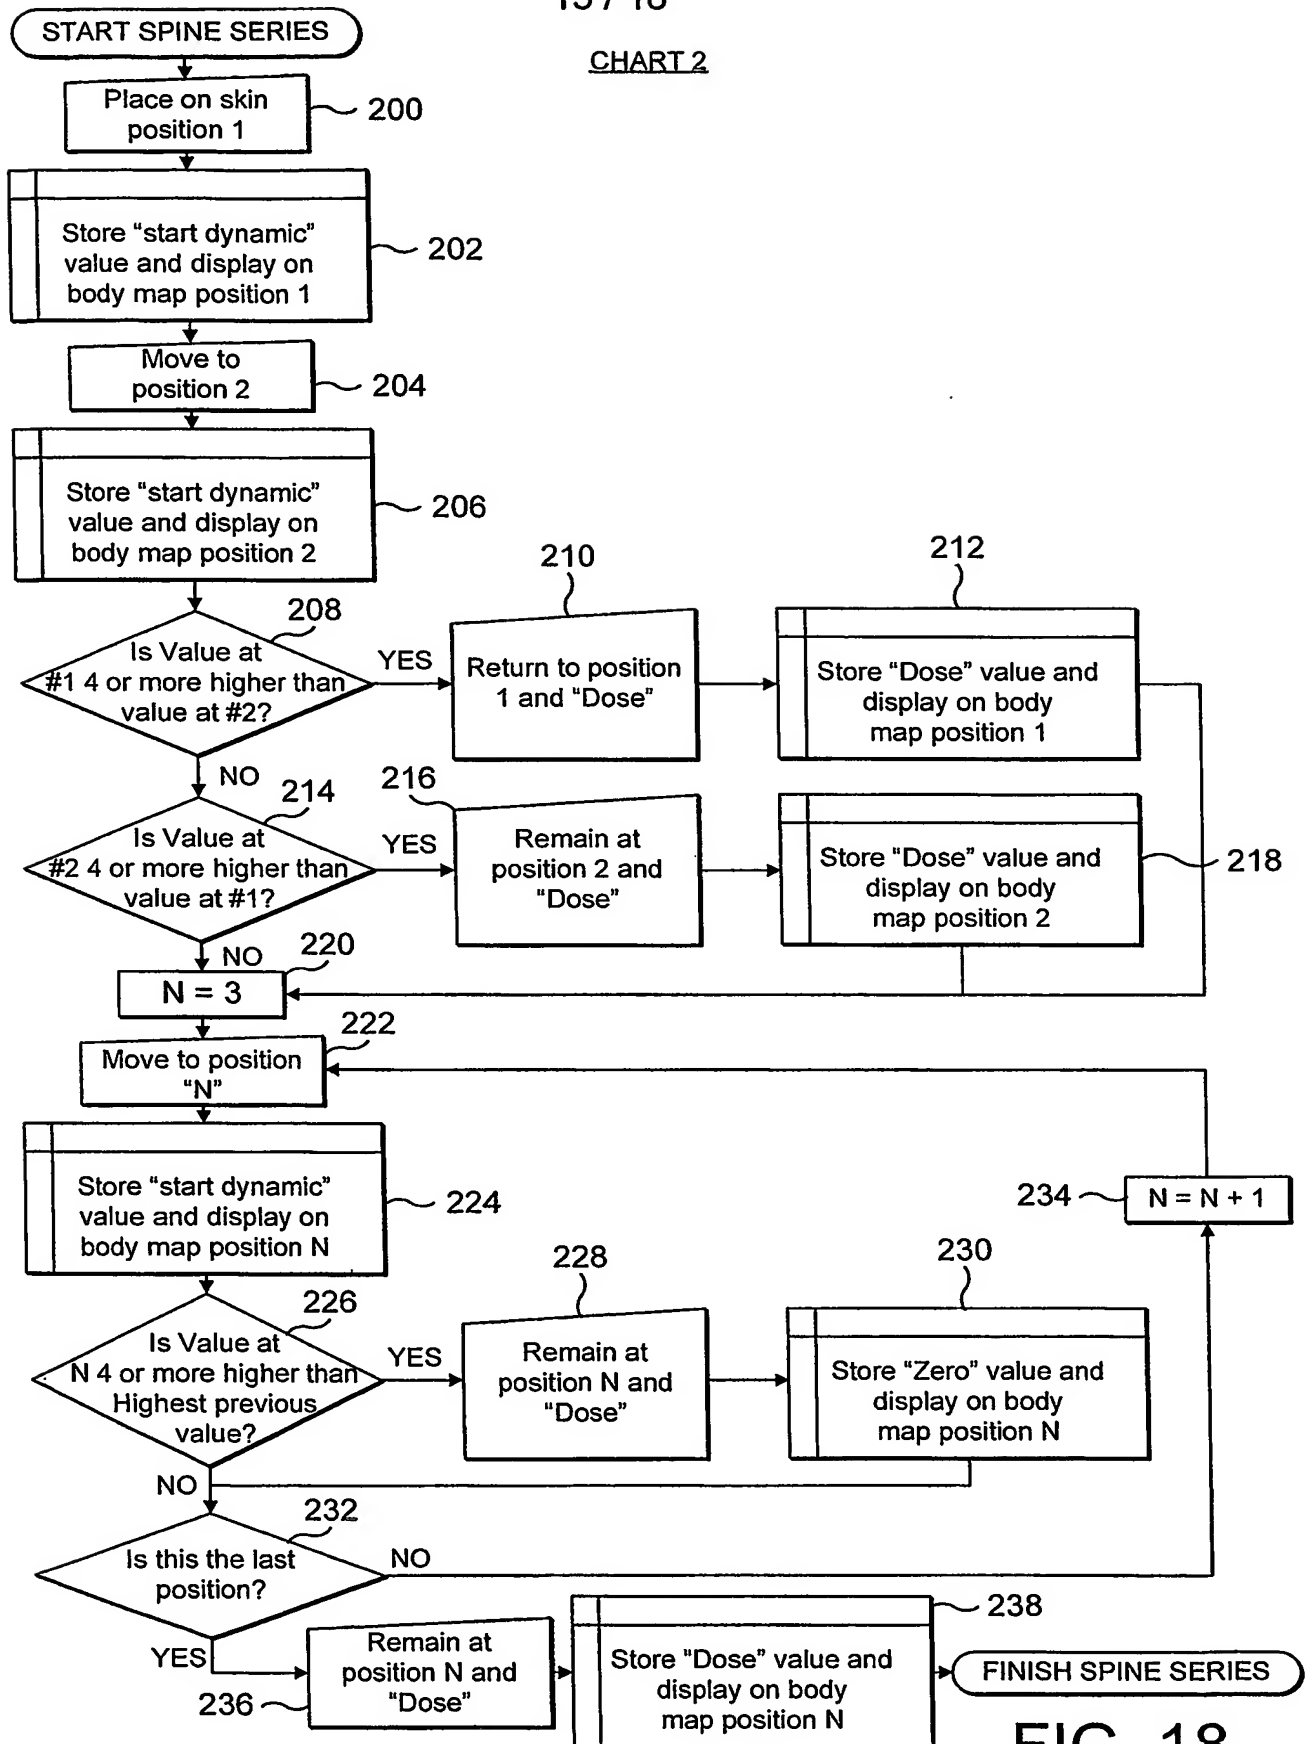 15 / 18
CHART 2
START SPINE SERIES
Place on skin
position 1
200
Store “start dynamic”
value and display on
body map position 1
202
Move to
position 2
204
Store “start dynamic”
value and display on
body map position 2
206
Is Value at
#1 4 or more higher than
value at #2?
208
YES
NO
Return to position
1 and “Dose”
210
Store “Dose” value and
display on body
map position 1
212
Is Value at
#2 4 or more higher than
value at #1?
214
YES
NO
Remain at
position 2 and
“Dose”
216
Store “Dose” value and
display on body
map position 2
218
N = 3
220
Move to position
“N”
222
Store “start dynamic”
value and display on
body map position N
224
Is Value at
N 4 or more higher than
Highest previous
value?
226
YES
NO
Remain at
position N and
“Dose”
228
Store “Zero” value and
display on body
map position N
230
234
N = N + 1
Is this the last
position?
232
NO
YES
Remain at
position N and
“Dose”
236
Store “Dose” value and
display on body
map position N
238
FINISH SPINE SERIES
FIG. 18